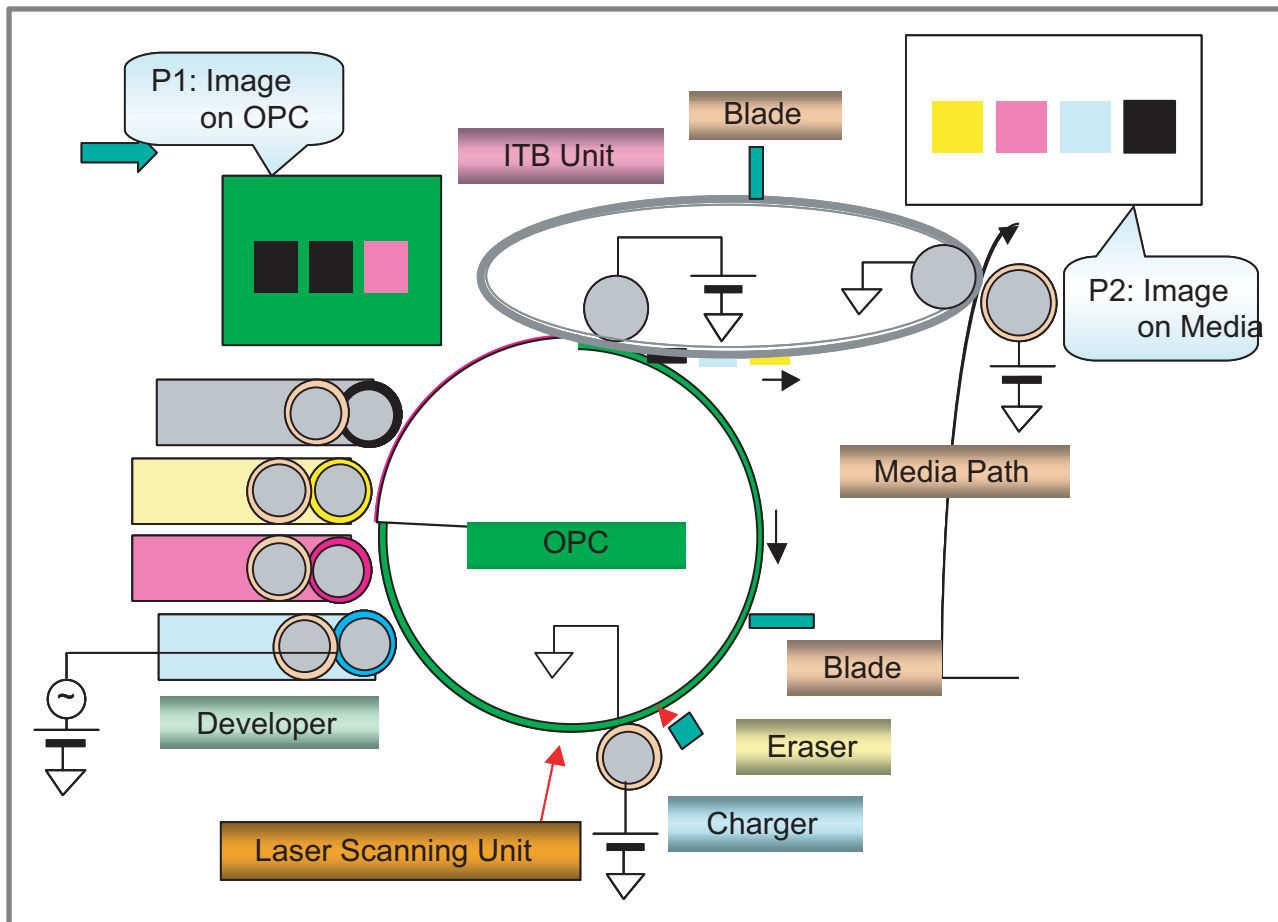 P1: Image
on OPC
Blade
ITB Unit
P2: Image
on Media
Media Path
OPC
Blade
~
Developer
Eraser
Charger
Laser Scanning Unit